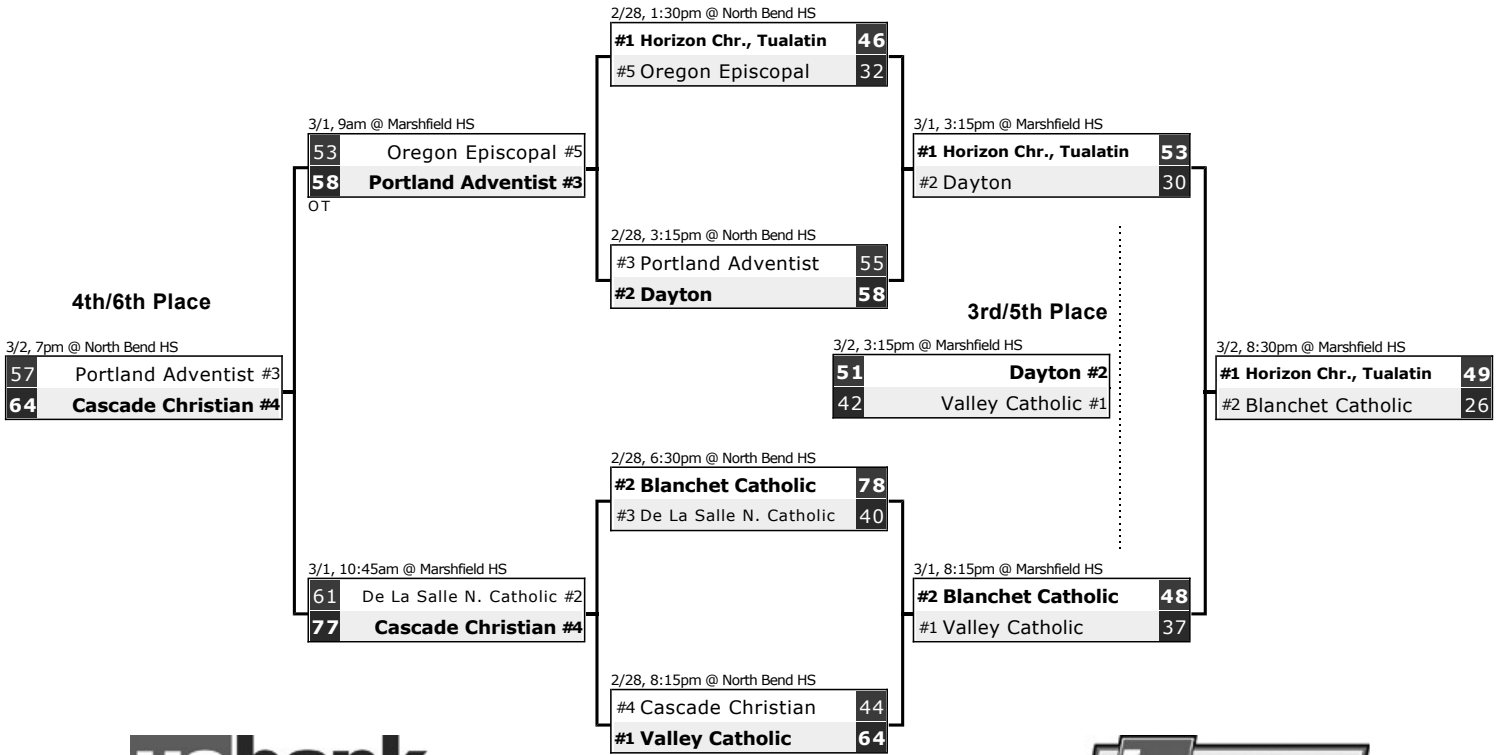 2/28, 1:30pm @ North Bend HS
#1 Horizon Chr., Tualatin 46
#5 Oregon Episcopal 32
3/1, 9am @ Marshfield HS
53 Oregon Episcopal #5
58 Portland Adventist #3
OT
3/1, 3:15pm @ Marshfield HS
#1 Horizon Chr., Tualatin 53
#2 Dayton 30
2/28, 3:15pm @ North Bend HS
#3 Portland Adventist 55
#2 Dayton 58
4th/6th Place
3/2, 7pm @ North Bend HS
57 Portland Adventist #3
64 Cascade Christian #4
3rd/5th Place
3/2, 3:15pm @ Marshfield HS
51 Dayton #2
42 Valley Catholic #1
3/2, 8:30pm @ Marshfield HS
#1 Horizon Chr., Tualatin 49
#2 Blanchet Catholic 26
2/28, 6:30pm @ North Bend HS
#2 Blanchet Catholic 78
#3 De La Salle N. Catholic 40
3/1, 10:45am @ Marshfield HS
61 De La Salle N. Catholic #2
77 Cascade Christian #4
3/1, 8:15pm @ Marshfield HS
#2 Blanchet Catholic 48
#1 Valley Catholic 37
2/28, 8:15pm @ North Bend HS
#4 Cascade Christian 44
#1 Valley Catholic 64